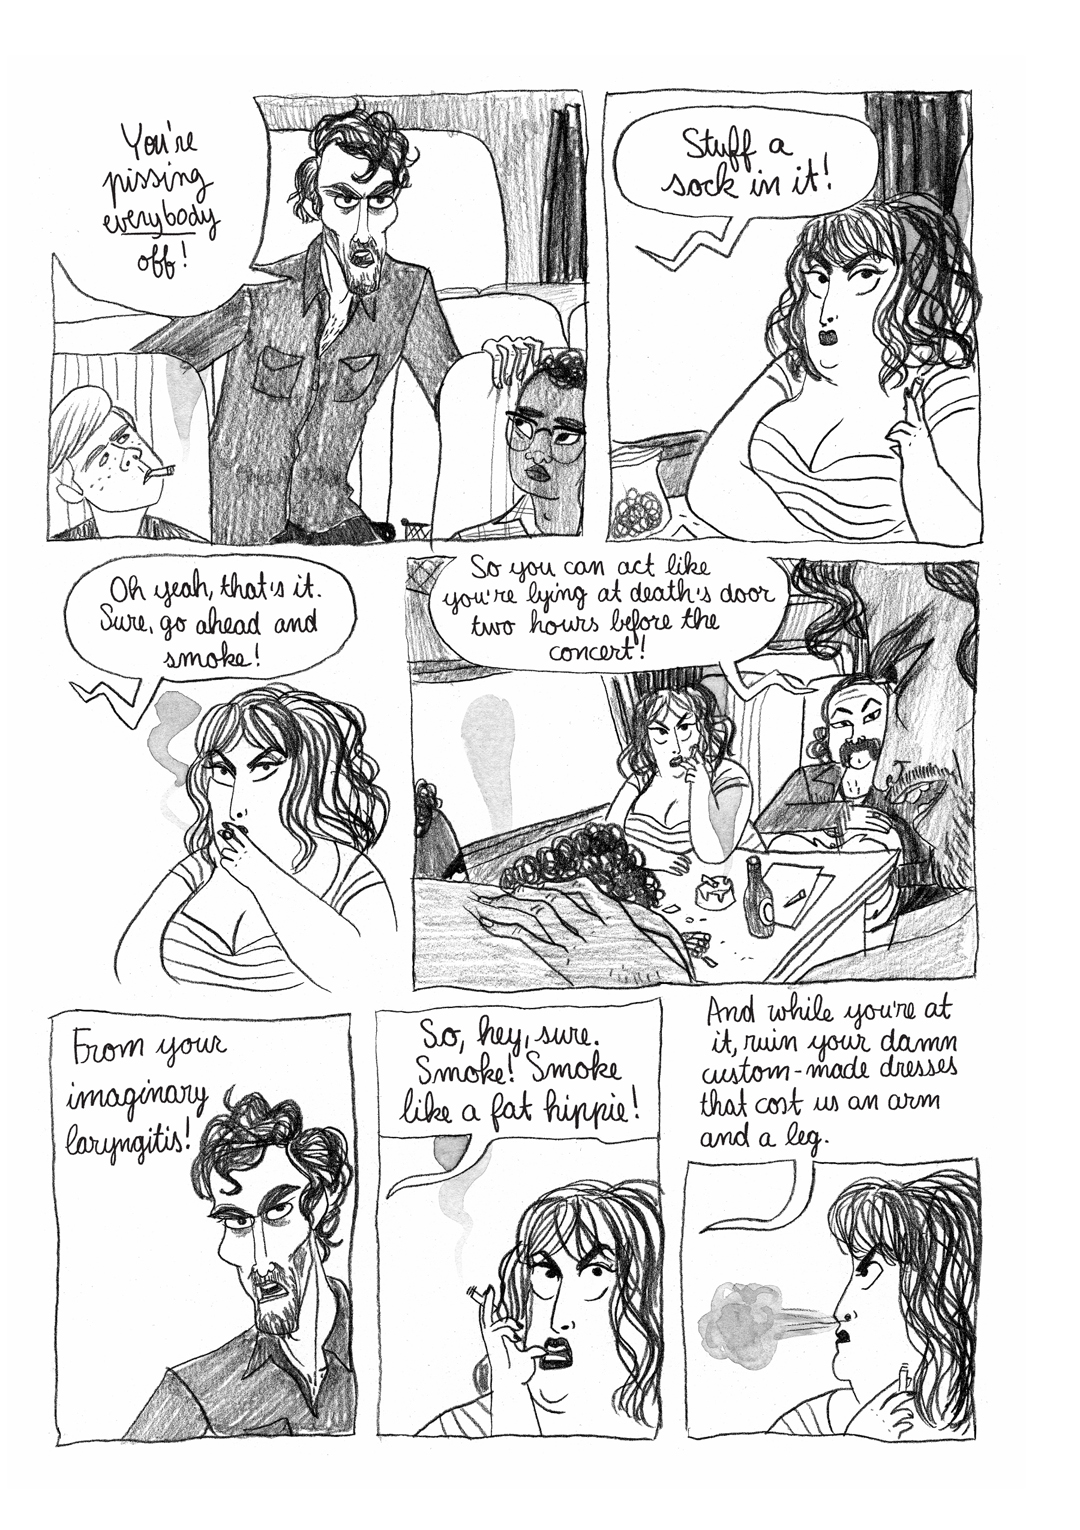 You're
pissing
everybody
off!
Stuff a
sock in it!
Oh yeah, that's it.
Sure, go ahead and
smoke!
So you can act like
you're lying at death's door
two hours before the
concert!
From your
imaginary
laryngitis!
So, hey, sure.
Smoke! Smoke
like a fat hippie!
And while you're at
it, ruin your damn
custom-made dresses
that cost us an arm
and a leg.